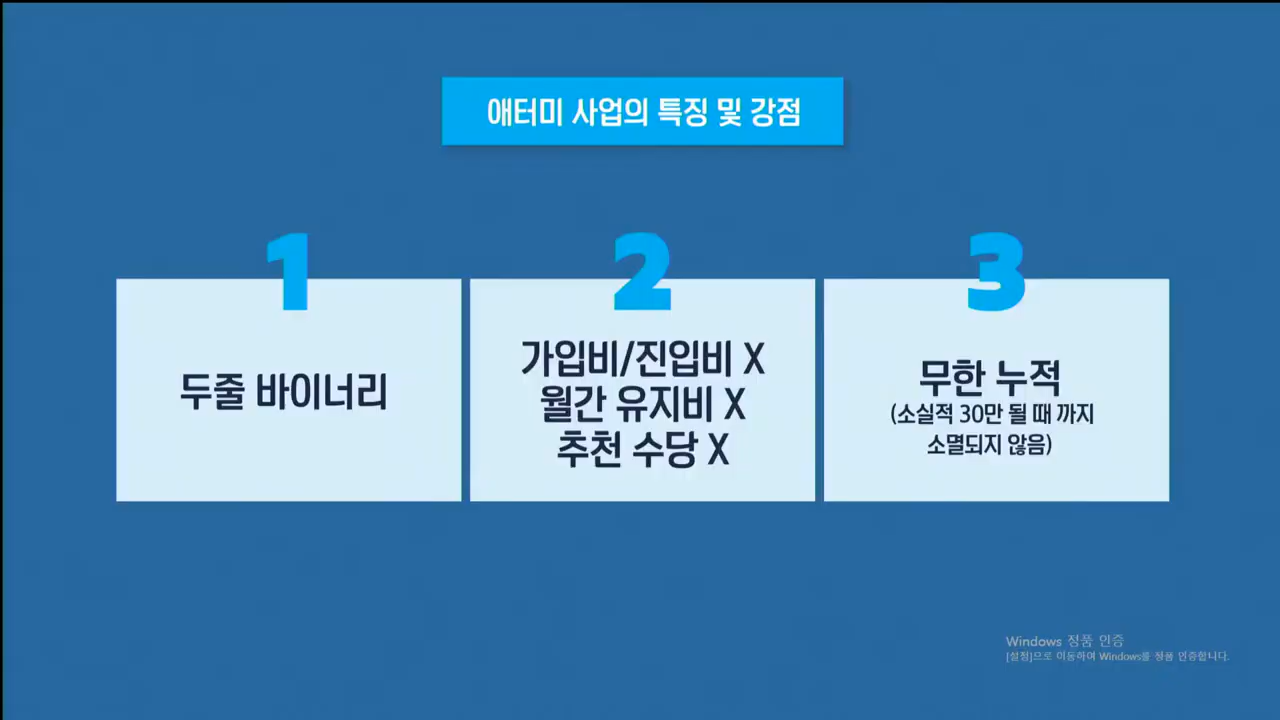 애터미 사업의 특징 및 강점
1
두줄 바이너리
2
가입비/진입비 X
월간 유지비 X
추천 수당 X
3
무한 누적
(소실적 30만 될 때 까지
소멸되지 않음)
Windows 정품 인증
[설정]으로 이동하여 Windows를 정품 인증합니다.